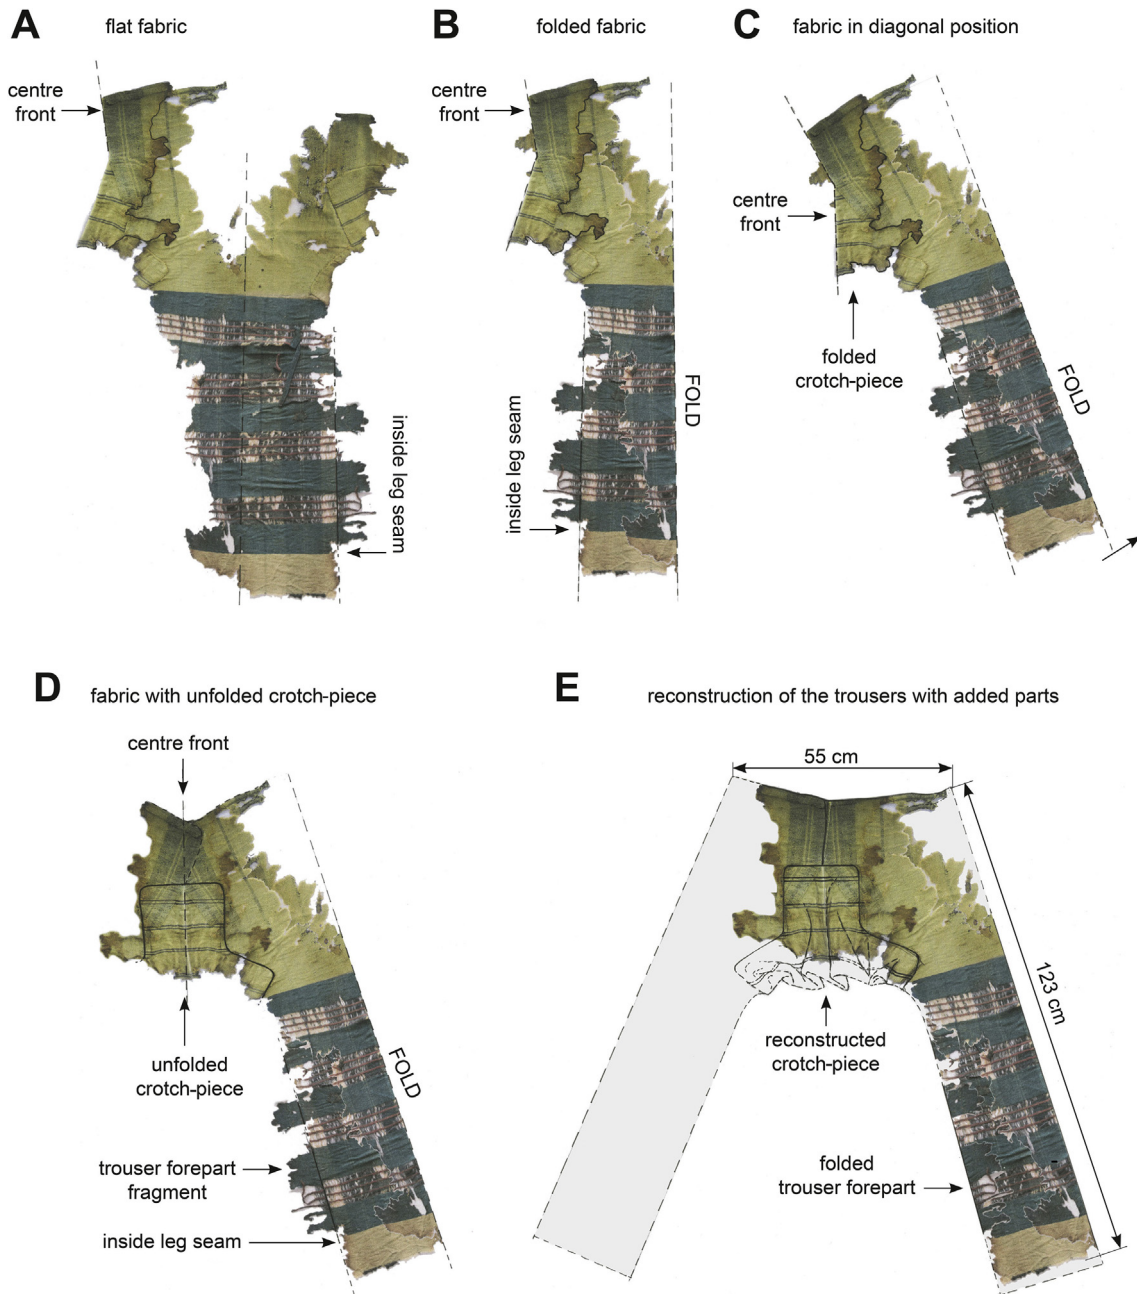 A
flat fabric
centre
front
inside leg seam
B
folded fabric
centre
front
FOLD
inside leg seam
C
fabric in diagonal position
centre
front
folded
crotch-piece
FOLD
D
fabric with unfolded crotch-piece
centre front
unfolded
crotch-piece
FOLD
trouser forepart
fragment
inside leg seam
E
reconstruction of the trousers with added parts
55 cm
123 cm
reconstructed
crotch-piece
folded
trouser forepart